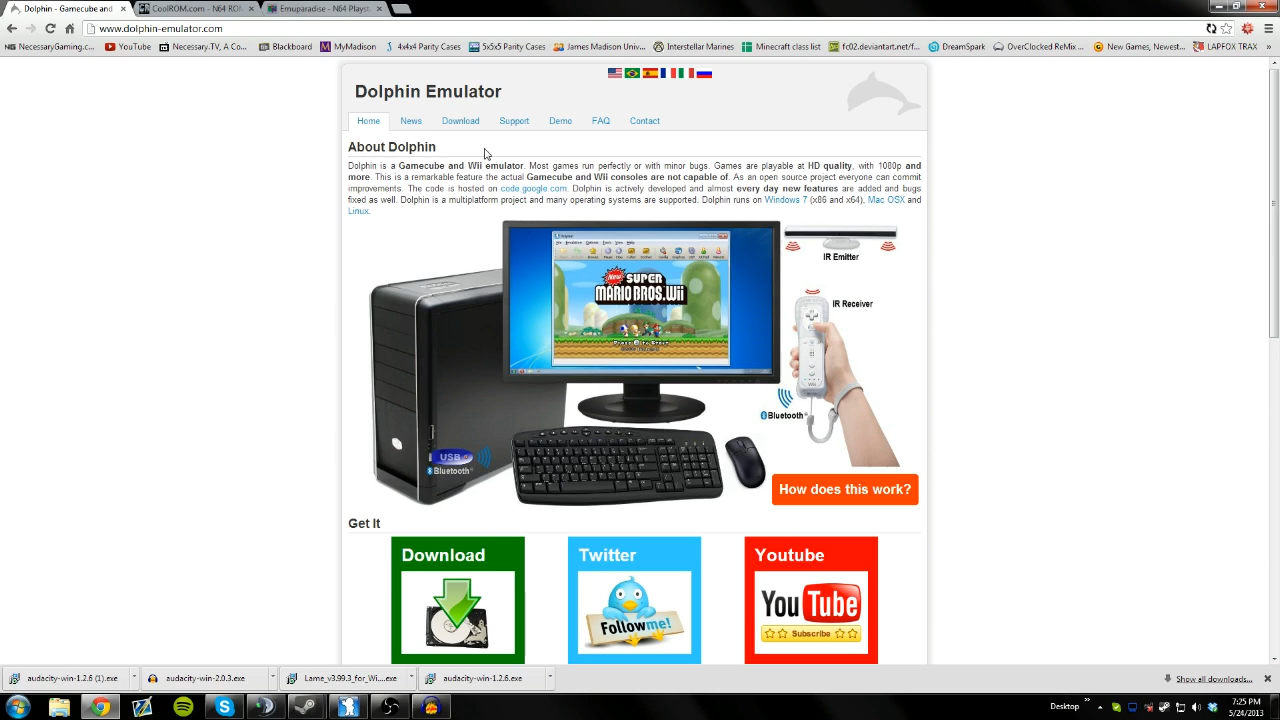 Dolphin - Gamecube and
CoolROM.com - N64 ROM
Emuparadise - N64 Playst
www.dolphin-emulator.com
NecessaryGaming.c...
YouTube
Necessary.TV, A Co...
Blackboard
MyMadison
4x4x4 Parity Cases
5x5x5 Parity Cases
James Madison Univ...
Interstellar Marines
Minecraft class list
fc02.deviantart.net/f...
DreamSpark
OverClocked ReMix ...
New Games, Newest...
LAPFOX TRAX
»
Dolphin Emulator
Home
News
Download
Support
Demo
FAQ
Contact
About Dolphin
Dolphin is a Gamecube and Wii emulator. Most games run perfectly or with minor bugs. Games are playable at HD quality, with 1080p and
more. This is a remarkable feature the actual Gamecube and Wii consoles are not capable of. As an open source project everyone can commit
improvements. The code is hosted on code.google.com. Dolphin is actively developed and almost every day new features are added and bugs
fixed as well. Dolphin is a multiplatform project and many operating systems are supported. Dolphin runs on Windows 7 (x86 and x64), Mac OSX and
Linux.
New
SUPER
MARIO BROS.Wii
IR Emitter
IR Receiver
Wii
Bluetooth®
USB
Bluetooth®
How does this work?
Get It
Download
Twitter
Youtube
Follow me!
YouTube
Subscribe
audacity-win-1.2.6 (1).exe
audacity-win-2.0.3.exe
Lame_v3.99.3_for_Wi....exe
audacity-win-1.2.6.exe
Show all downloads...
Desktop
»
7:25 PM
5/24/2013